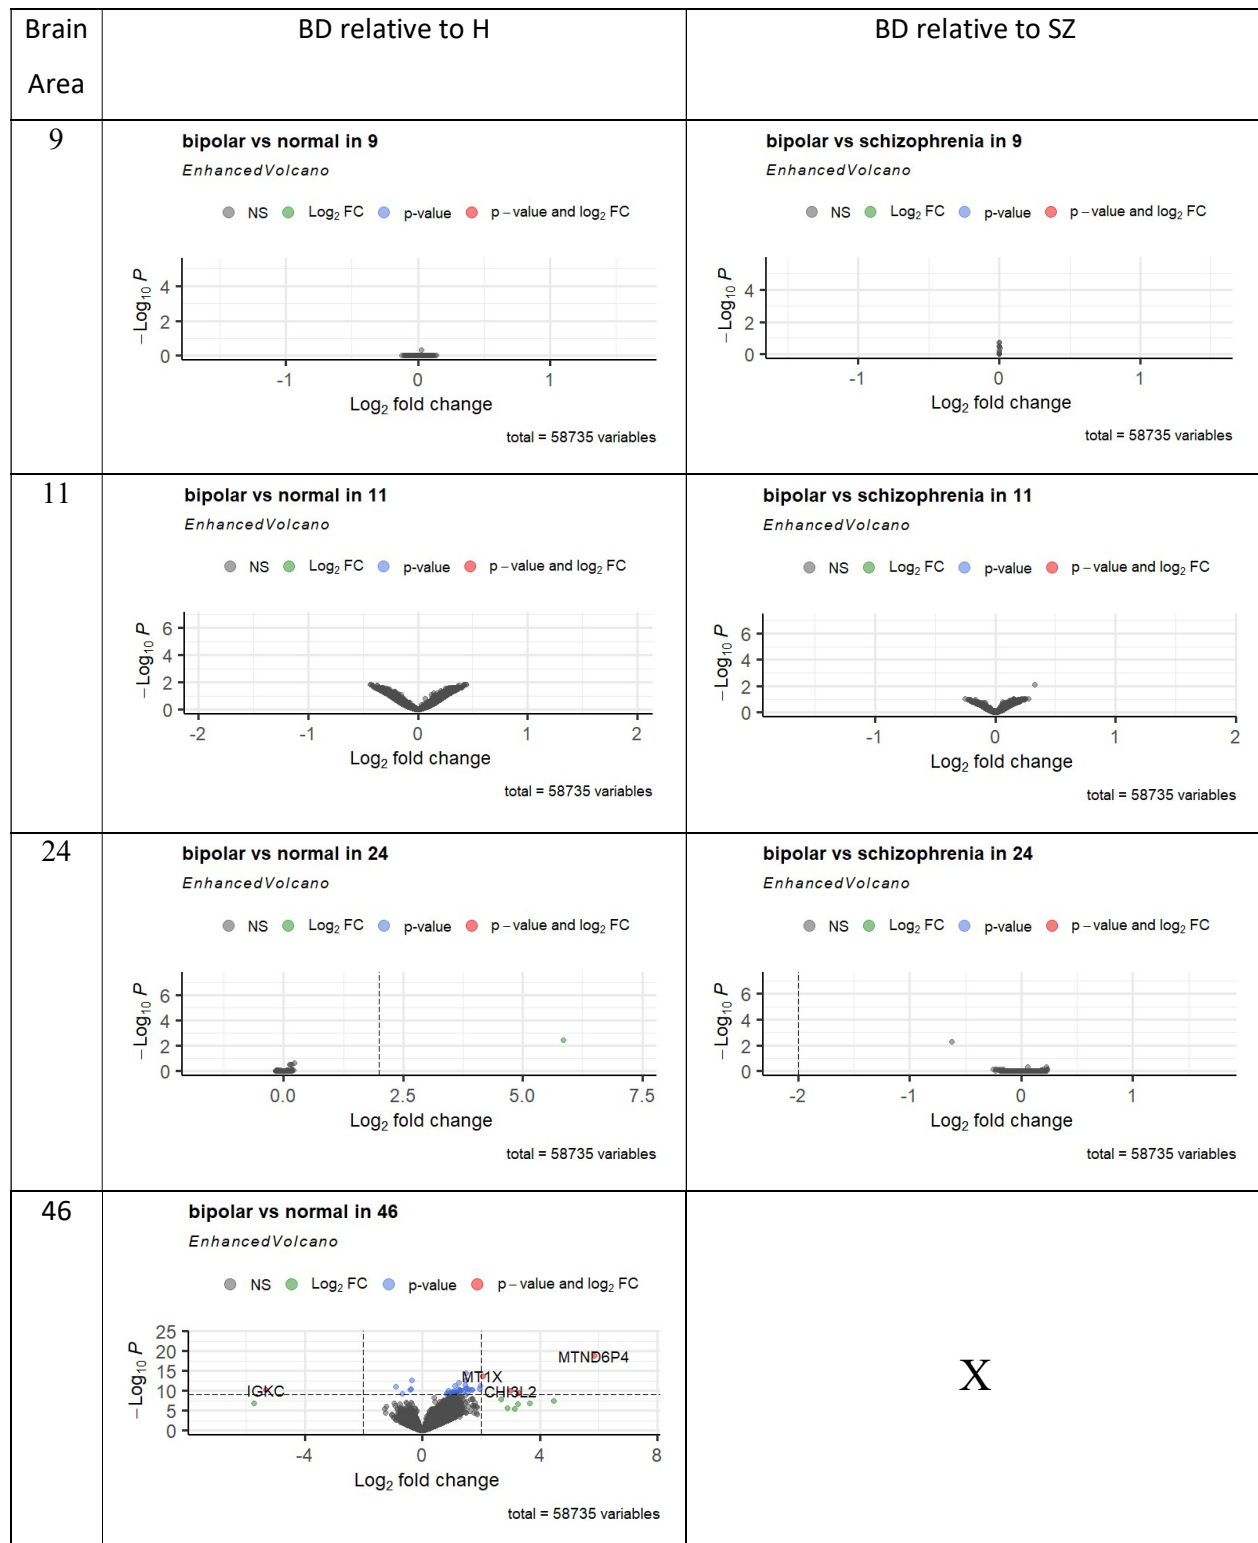 Brain Area
BD relative to H
BD relative to SZ
9
bipolar vs normal in 9
EnhancedVolcano
NS Log₂ FC p-value p – value and log₂ FC
– Log₁₀ P
4
2
0
-1 0 1
Log₂ fold change
total = 58735 variables
bipolar vs schizophrenia in 9
EnhancedVolcano
NS Log₂ FC p-value p – value and log₂ FC
– Log₁₀ P
4
2
0
-1 0 1
Log₂ fold change
total = 58735 variables
11
bipolar vs normal in 11
EnhancedVolcano
NS Log₂ FC p-value p – value and log₂ FC
– Log₁₀ P
6
4
2
0
-2 -1 0 1 2
Log₂ fold change
total = 58735 variables
bipolar vs schizophrenia in 11
EnhancedVolcano
NS Log₂ FC p-value p – value and log₂ FC
– Log₁₀ P
6
4
2
0
-1 0 1 2
Log₂ fold change
total = 58735 variables
24
bipolar vs normal in 24
EnhancedVolcano
NS Log₂ FC p-value p – value and log₂ FC
– Log₁₀ P
6
4
2
0
0.0 2.5 5.0 7.5
Log₂ fold change
total = 58735 variables
bipolar vs schizophrenia in 24
EnhancedVolcano
NS Log₂ FC p-value p – value and log₂ FC
– Log₁₀ P
6
4
2
0
-2 -1 0 1
Log₂ fold change
total = 58735 variables
46
bipolar vs normal in 46
EnhancedVolcano
NS Log₂ FC p-value p – value and log₂ FC
– Log₁₀ P
25
20
15
10
5
0
MTND6P4
MT1X
IGKC
CHI3L2
-4 0 4 8
Log₂ fold change
total = 58735 variables
X